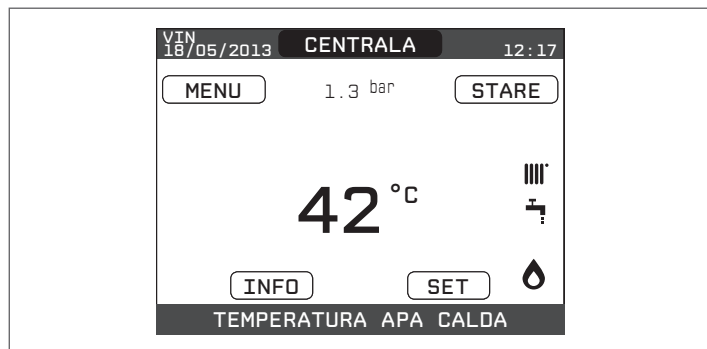 VIN
18/05/2013 CENTRALA 12:17
MENU 1.3 bar STARE
42 °C
INFO SET
TEMPERATURA APA CALDA